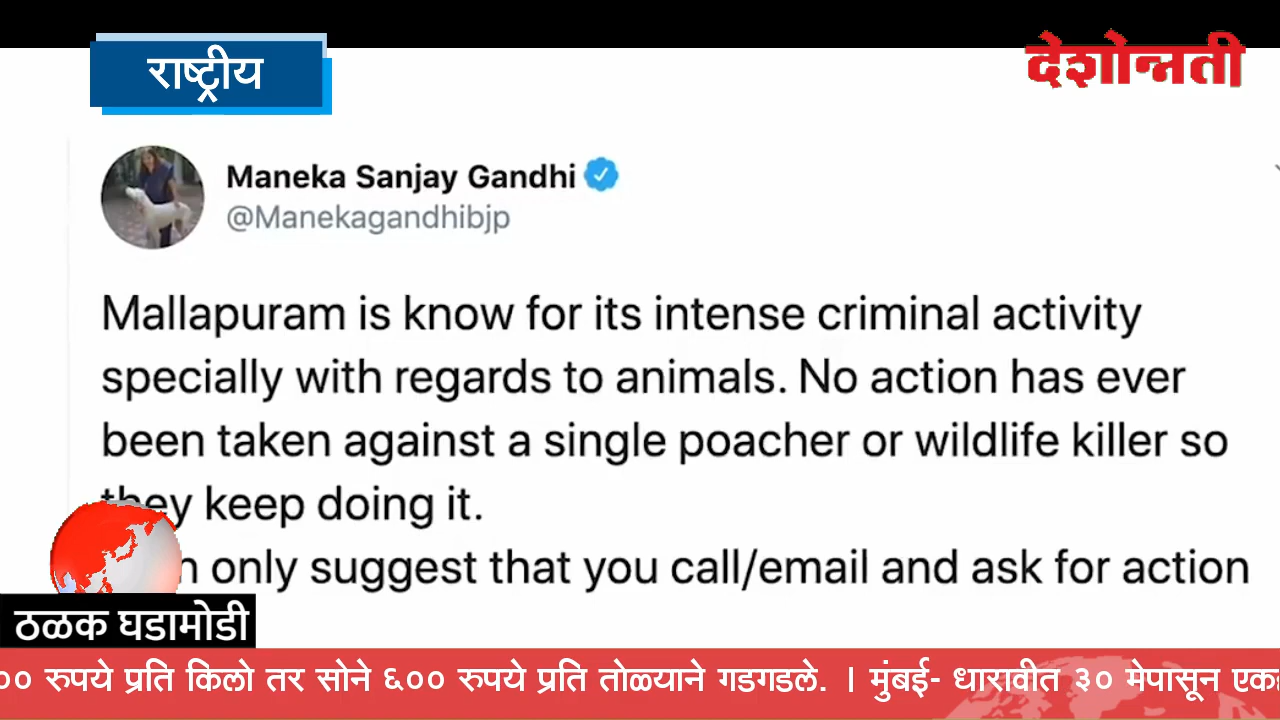 राष्ट्रीय
देशोन्नती
Maneka Sanjay Gandhi
@Manekagandhibjp
Mallapuram is know for its intense criminal activity
specially with regards to animals. No action has ever
been taken against a single poacher or wildlife killer so
they keep doing it.
only suggest that you call/email and ask for action
ठळक घडामोडी
०० रुपये प्रति किलो तर सोने ६०० रुपये प्रति तोळ्याने गडगडले. । मुंबई- धारावीत ३० मेपासून